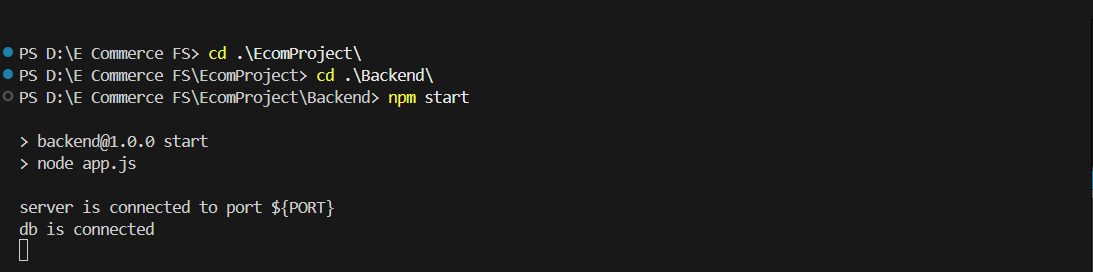 PS D:\E Commerce FS> cd .\EcomProject\
PS D:\E Commerce FS\EcomProject> cd .\Backend\
PS D:\E Commerce FS\EcomProject\Backend> npm start
> backend@1.0.0 start
> node app.js
server is connected to port ${PORT}
db is connected